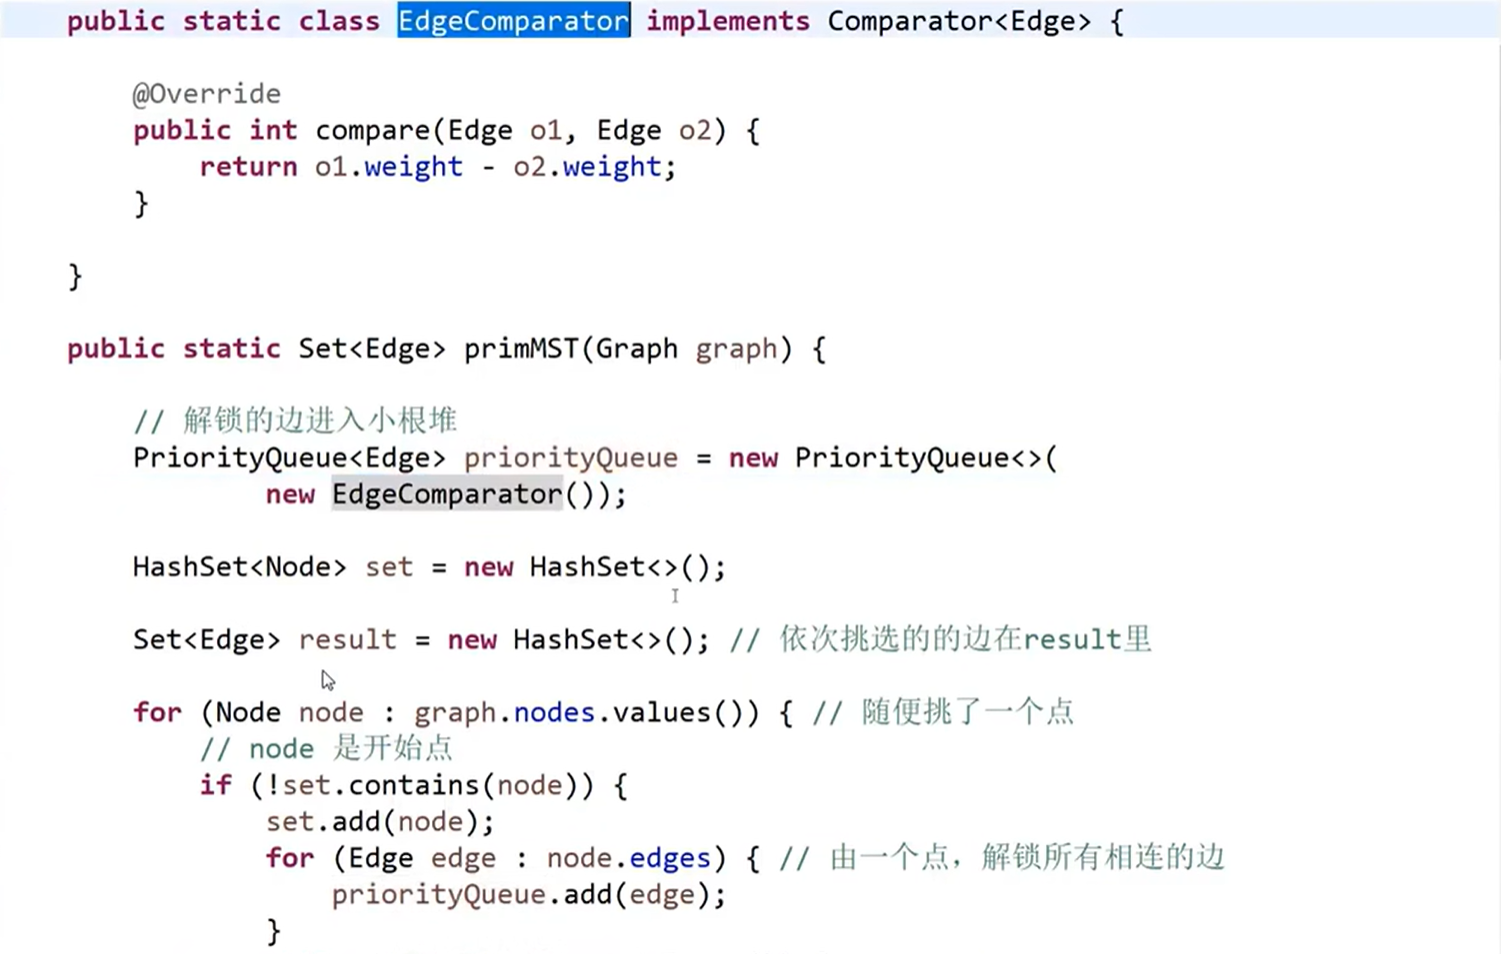 public static class EdgeComparator implements Comparator<Edge> {
@Override
public int compare(Edge o1, Edge o2) {
return o1.weight - o2.weight;
}
}
public static Set<Edge> primMST(Graph graph) {
// 解锁的边进入小根堆
PriorityQueue<Edge> priorityQueue = new PriorityQueue<>(
new EdgeComparator());
HashSet<Node> set = new HashSet<>();
Set<Edge> result = new HashSet<>(); // 依次挑选的的边在result里
for (Node node : graph.nodes.values()) { // 随便挑了一个点
// node 是开始点
if (!set.contains(node)) {
set.add(node);
for (Edge edge : node.edges) { // 由一个点，解锁所有相连的边
priorityQueue.add(edge);
}